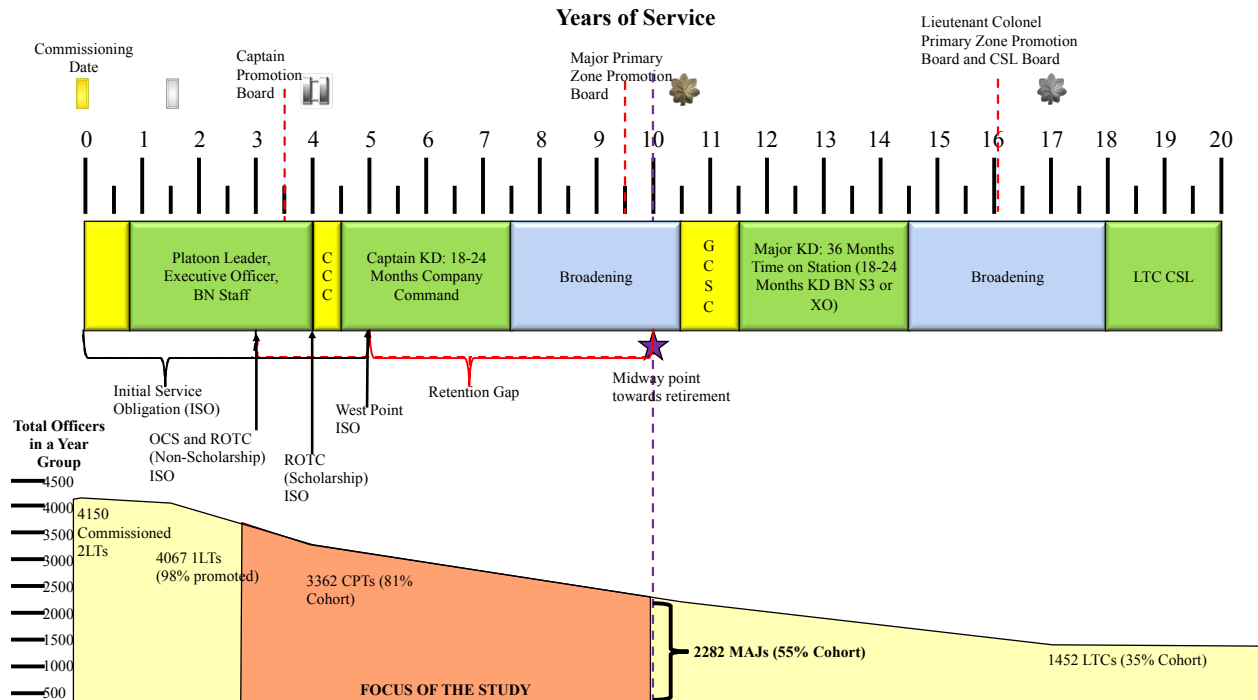 Years of Service
Commissioning
Date
Captain
Promotion
Board
Major Primary
Zone Promotion
Board
Lieutenant Colonel
Primary Zone Promotion
Board and CSL Board
0 1 2 3 4 5 6 7 8 9 10 11 12 13 14 15 16 17 18 19 20
Platoon Leader,
Executive Officer,
BN Staff
C
C
C
Captain KD: 18-24
Months Company
Command
Broadening
G
C
S
C
Major KD: 36 Months
Time on Station (18-24
Months KD BN S3 or
XO)
Broadening
LTC CSL
Initial Service
Obligation (ISO)
OCS and ROTC
(Non-Scholarship)
ISO
ROTC
(Scholarship)
ISO
West Point
ISO
Retention Gap
Midway point
towards retirement
Total Officers
in a Year
Group
4500
4000
3500
3000
2500
2000
1500
1000
500
4150
Commissioned
2LTs
4067 1LTs
(98% promoted)
3362 CPTs (81%
Cohort)
2282 MAJs (55% Cohort)
1452 LTCs (35% Cohort)
FOCUS OF THE STUDY